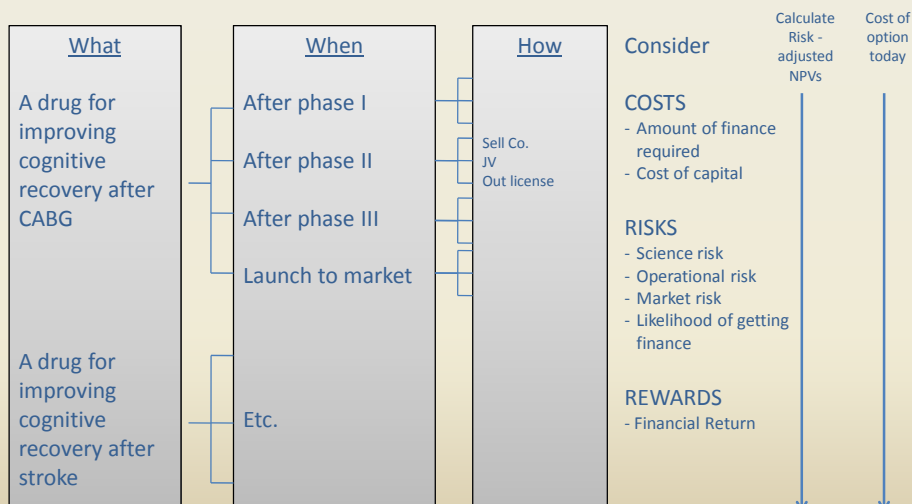 What
A drug for
improving
cognitive
recovery after
CABG
A drug for
improving
cognitive
recovery after
stroke
When
After phase I
After phase II
After phase III
Launch to market
Etc.
How
Sell Co.
JV
Out license
Consider
COSTS
- Amount of finance
required
- Cost of capital
RISKS
- Science risk
- Operational risk
- Market risk
- Likelihood of getting
finance
REWARDS
- Financial Return
Calculate
Risk -
adjusted
NPVs
Cost of
option
today